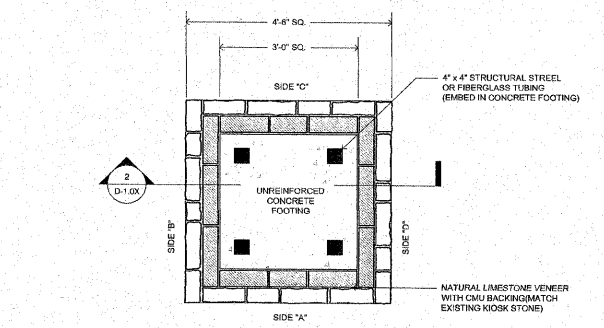 4'-6" SQ.
3'-0" SQ.
SIDE "C"
4" x 4" STRUCTURAL STREEL
OR FIBERGLASS TUBING
(EMBED IN CONCRETE FOOTING)
2
D-1.0X
UNREINFORCED
CONCRETE
FOOTING
SIDE "B"
SIDE "D"
NATURAL LIMESTONE VENEER
WITH CMU BACKING(MATCH
EXISTING KIOSK STONE)
SIDE "A"